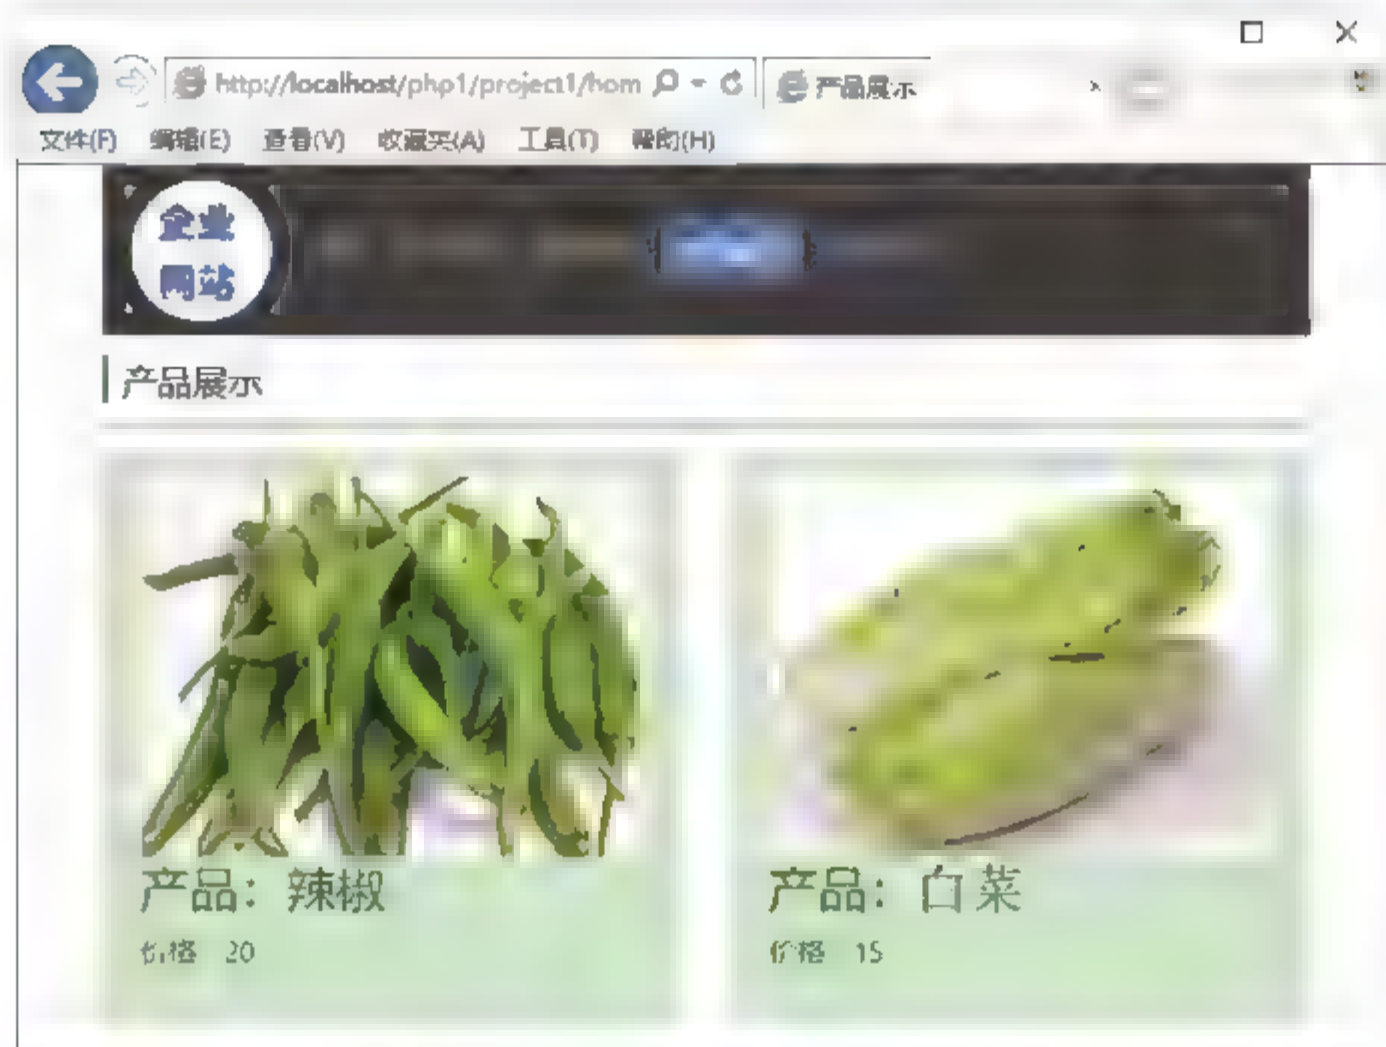 http://localhost/php1/project1/hom
产品展示
文件(F) 编辑(E) 查看(V) 收藏夹(A) 工具(T) 帮助(H)
企业
网站
产品展示
产品：辣椒
价格 20
产品：白菜
价格 15